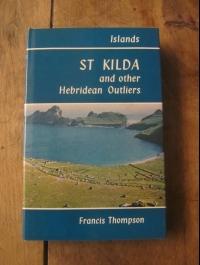 Islands
ST KILDA
and other
Hebridean Outliers
Francis Thompson